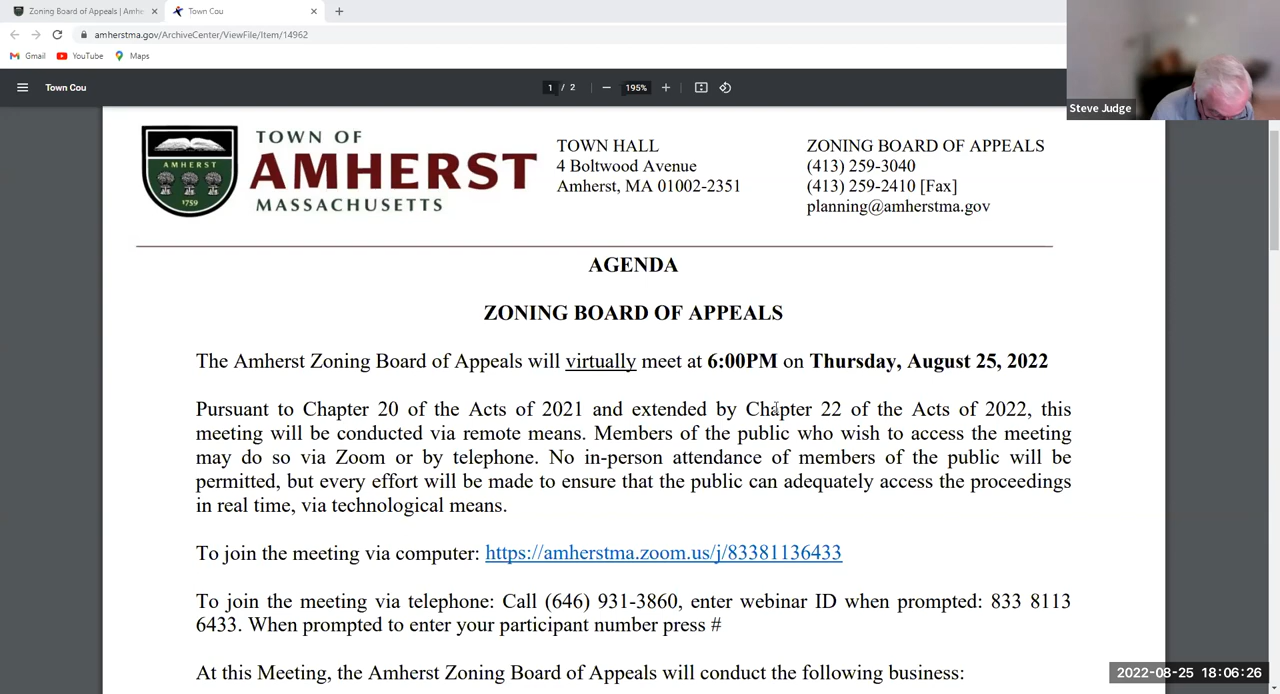 Zoning Board of Appeals | Amhe
Town Cou
amherstma.gov/ArchiveCenter/ViewFile/Item/14962
Gmail YouTube Maps
Town Cou
1 / 2
195%
Steve Judge
AMHERST
1759
TOWN OF
AMHERST
MASSACHUSETTS
TOWN HALL
4 Boltwood Avenue
Amherst, MA 01002-2351
ZONING BOARD OF APPEALS
(413) 259-3040
(413) 259-2410 [Fax]
planning@amherstma.gov
AGENDA
ZONING BOARD OF APPEALS
The Amherst Zoning Board of Appeals will virtually meet at 6:00PM on Thursday, August 25, 2022
Pursuant to Chapter 20 of the Acts of 2021 and extended by Chapter 22 of the Acts of 2022, this
meeting will be conducted via remote means. Members of the public who wish to access the meeting
may do so via Zoom or by telephone. No in-person attendance of members of the public will be
permitted, but every effort will be made to ensure that the public can adequately access the proceedings
in real time, via technological means.
To join the meeting via computer: https://amherstma.zoom.us/j/83381136433
To join the meeting via telephone: Call (646) 931-3860, enter webinar ID when prompted: 833 8113
6433. When prompted to enter your participant number press #
At this Meeting, the Amherst Zoning Board of Appeals will conduct the following business:
2022-08-25 18:06:26